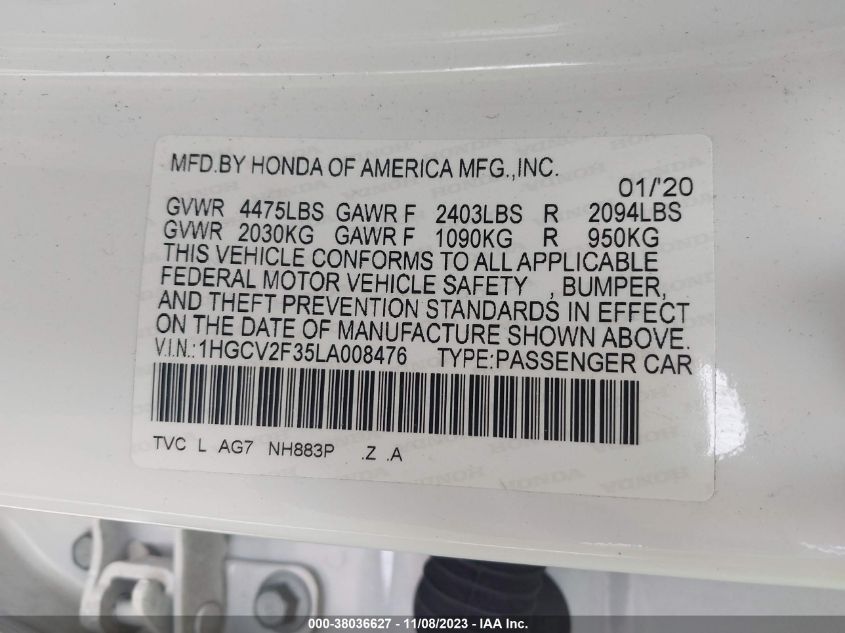 MFD.BY HONDA OF AMERICA MFG.,INC.
01/'20
GVWR 4475LBS GAWR F 2403LBS R 2094LBS
GVWR 2030KG GAWR F 1090KG R 950KG
THIS VEHICLE CONFORMS TO ALL APPLICABLE
FEDERAL MOTOR VEHICLE SAFETY , BUMPER,
AND THEFT PREVENTION STANDARDS IN EFFECT
ON THE DATE OF MANUFACTURE SHOWN ABOVE.
V.I.N.:1HGCV2F35LA008476 TYPE:PASSENGER CAR
TVC L AG7 NH883P .Z .A
000-38036627 - 11/08/2023 - IAA Inc.